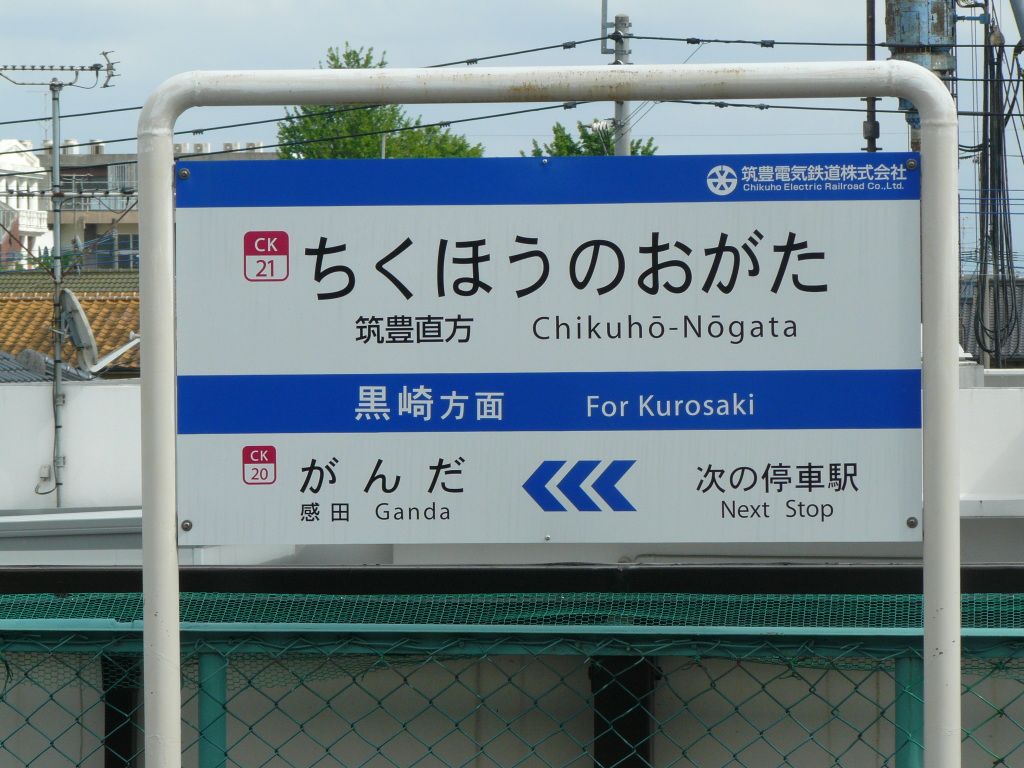 筑豊電気鉄道株式会社
Chikuho Electric Railroad Co.,Ltd.
CK
21
ちくほうのおがた
筑豊直方 Chikuhō-Nōgata
黒崎方面 For Kurosaki
CK
20
がんだ
感田 Ganda
次の停車駅
Next Stop